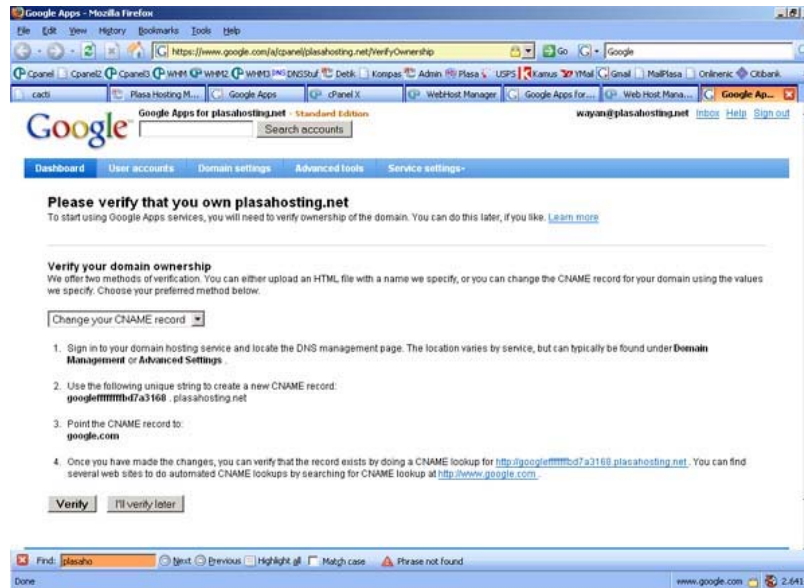 Google Apps - Mozilla Firefox
File Edit View History Bookmarks Tools Help
https://www.google.com/a/cpanel/plasahosting.net/VerifyOwnership
Go
Google
Cpanel Cpanel2 Cpanel3 WHM WHM2 WHM3 DNSStuf Detik Kompas Admin Plasa USPS Kamus YMail Gmail MailPlasa Onlineric Citibank
cacti Plasa Hosting M... Google Apps cPanel X WebHost Manager Google Apps for... Web Host Mana... Google Ap...
Google
Google Apps for plasahosting.net - Standard Edition
wayan@plasahosting.net Inbox Help Sign out
Search accounts
Dashboard User accounts Domain settings Advanced tools Service settings
Please verify that you own plasahosting.net
To start using Google Apps services, you will need to verify ownership of the domain. You can do this later, if you like. Learn more
Verify your domain ownership
We offer two methods of verification. You can either upload an HTML file with a name we specify, or you can change the CNAME record for your domain using the values
we specify. Choose your preferred method below.
Change your CNAME record
1. Sign in to your domain hosting service and locate the DNS management page. The location varies by service, but can typically be found under Domain
Management or Advanced Settings .
2. Use the following unique string to create a new CNAME record:
.plasahosting.net
3. Point the CNAME record to:
google.com
4. Once you have made the changes, you can verify that the record exists by doing a CNAME lookup for . You can find
several web sites to do automated CNAME lookups by searching for CNAME lookup at http://www.google.com .
Verify I'll verify later
Find: plasaho Next Previous Highlight all Match case Phrase not found
Done
www.google.com